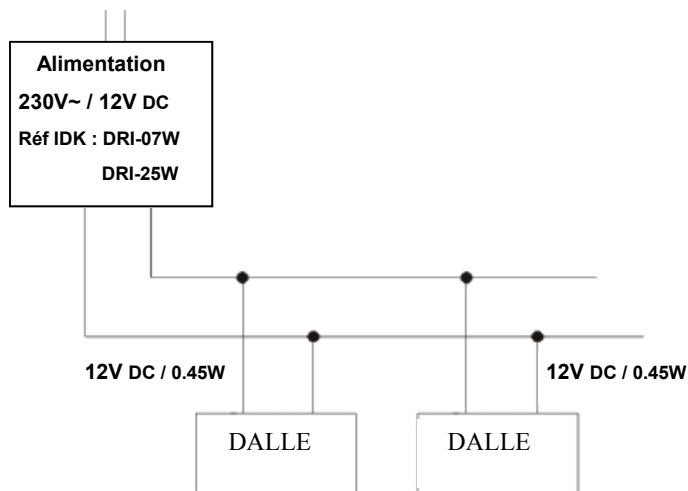 Alimentation
230V~ / 12V DC
Réf IDK : DRI-07W
DRI-25W
12V DC / 0.45W
12V DC / 0.45W
DALLE
DALLE